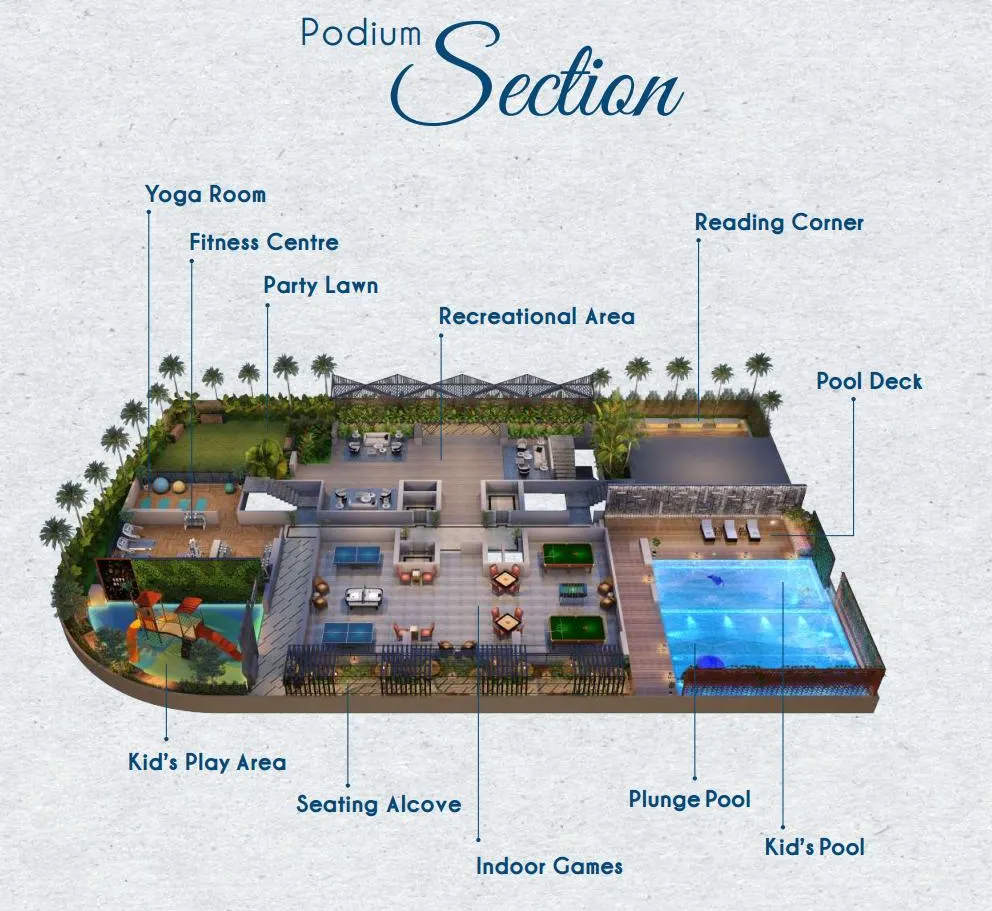 Podium
Section
Yoga Room
Reading Corner
Fitness Centre
Party Lawn
Recreational Area
Pool Deck
Kid's Play Area
Seating Alcove
Plunge Pool
Kid's Pool
Indoor Games